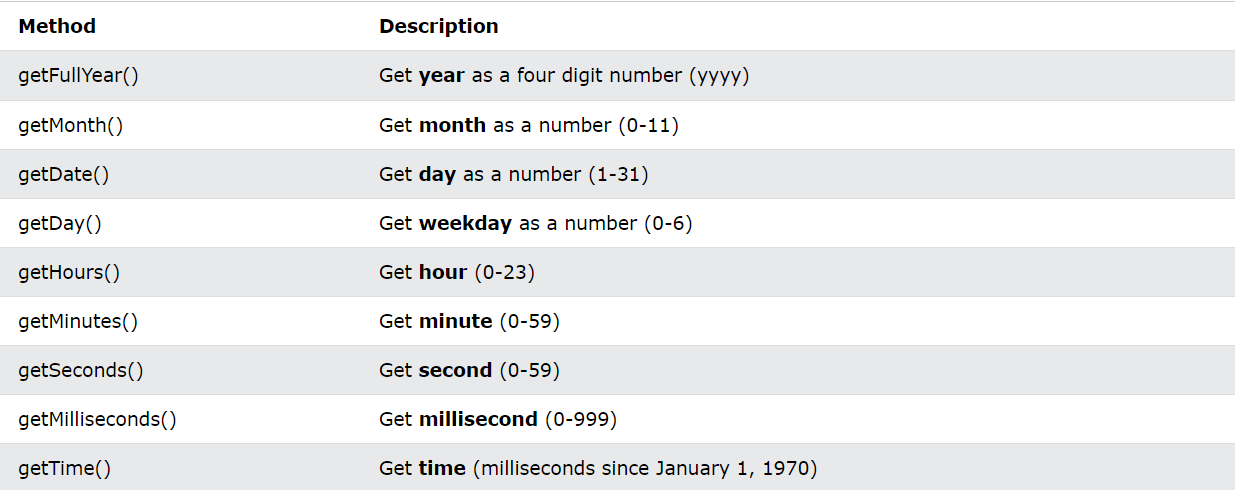 Method Description
getFullYear() Get year as a four digit number (yyyy)
getMonth() Get month as a number (0-11)
getDate() Get day as a number (1-31)
getDay() Get weekday as a number (0-6)
getHours() Get hour (0-23)
getMinutes() Get minute (0-59)
getSeconds() Get second (0-59)
getMilliseconds() Get millisecond (0-999)
getTime() Get time (milliseconds since January 1, 1970)